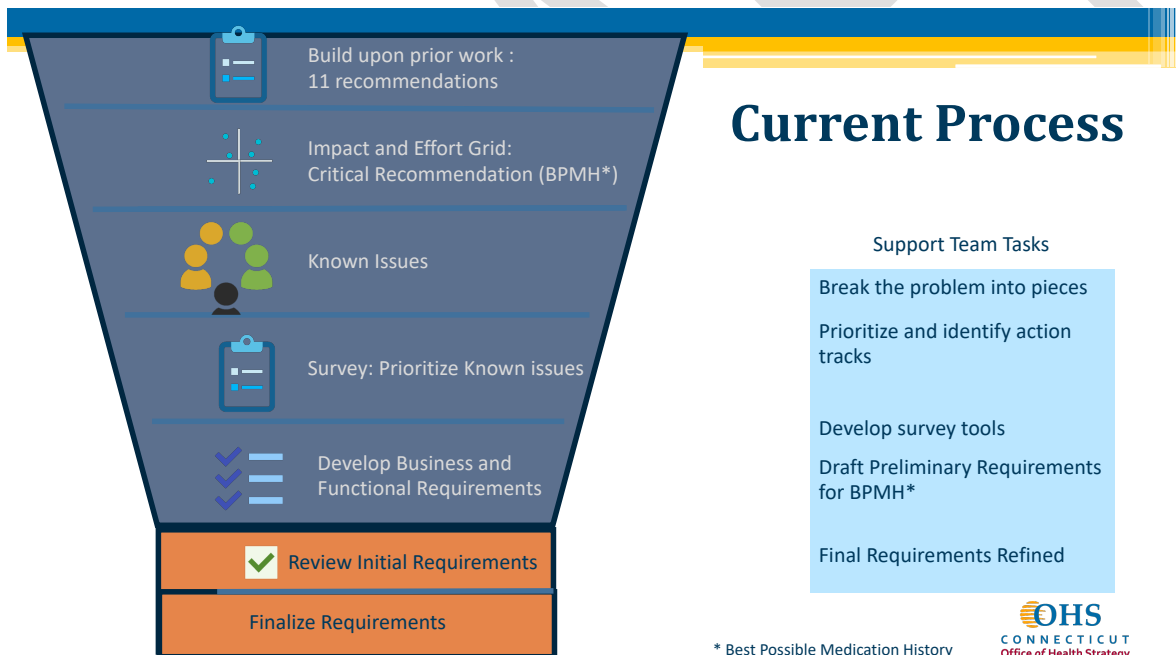 Build upon prior work :
11 recommendations
Impact and Effort Grid:
Critical Recommendation (BPMH*)
Known Issues
Survey: Prioritize Known issues
Develop Business and
Functional Requirements
Review Initial Requirements
Finalize Requirements
Current Process
Support Team Tasks
Break the problem into pieces
Prioritize and identify action
tracks
Develop survey tools
Draft Preliminary Requirements
for BPMH*
Final Requirements Refined
* Best Possible Medication History
OHS
CONNECTICUT
Office of Health Strategy